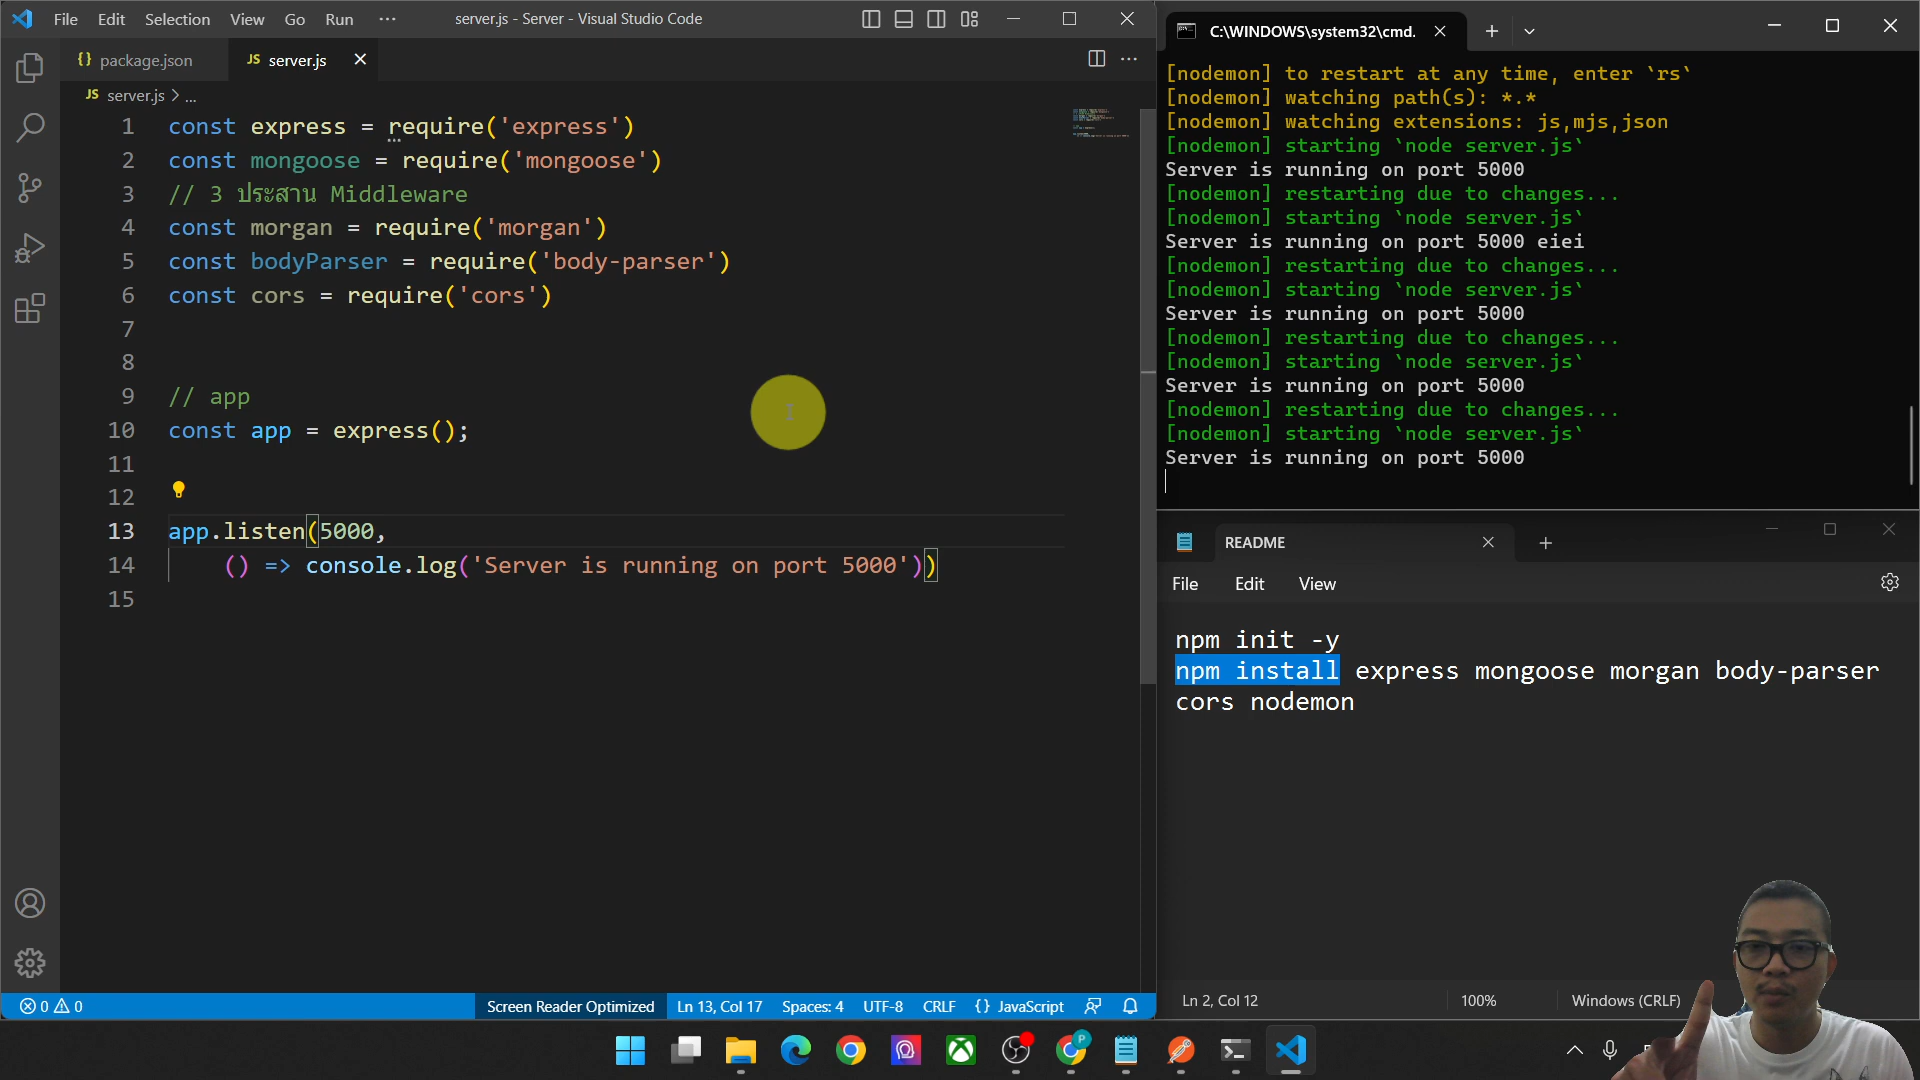 File Edit Selection View Go Run ··· server.js - Server - Visual Studio Code
{} package.json JS server.js
JS server.js > ...
1 const express = require('express')
2 const mongoose = require('mongoose')
3 // 3 ประสาน Middleware
4 const morgan = require('morgan')
5 const bodyParser = require('body-parser')
6 const cors = require('cors')
7
8
9 // app
10 const app = express();
11
12
13 app.listen(5000,
14 () => console.log('Server is running on port 5000'))
15
0 0 Screen Reader Optimized Ln 13, Col 17 Spaces: 4 UTF-8 CRLF {} JavaScript
C:\WINDOWS\system32\cmd.
[nodemon] to restart at any time, enter `rs`
[nodemon] watching path(s): *.*
[nodemon] watching extensions: js,mjs,json
[nodemon] starting `node server.js`
Server is running on port 5000
[nodemon] restarting due to changes...
[nodemon] starting `node server.js`
Server is running on port 5000 eiei
[nodemon] restarting due to changes...
[nodemon] starting `node server.js`
Server is running on port 5000
[nodemon] restarting due to changes...
[nodemon] starting `node server.js`
Server is running on port 5000
[nodemon] restarting due to changes...
[nodemon] starting `node server.js`
Server is running on port 5000
README
File Edit View
npm init -y
npm install express mongoose morgan body-parser
cors nodemon
Ln 2, Col 12 100% Windows (CRLF)
P